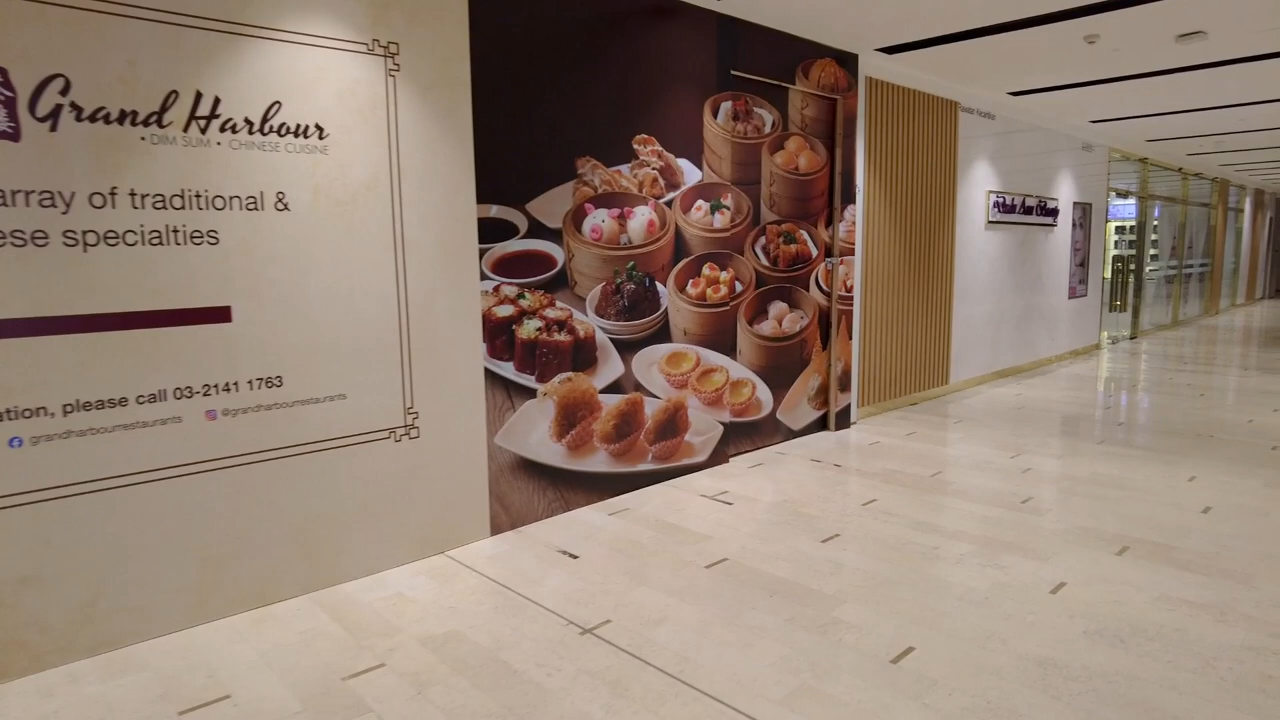 Grand Harbour
• DIM SUM • CHINESE CUISINE
array of traditional &
ese specialties
ation, please call 03-2141 1763
grandharbourrestaurants @grandharbourrestaurants